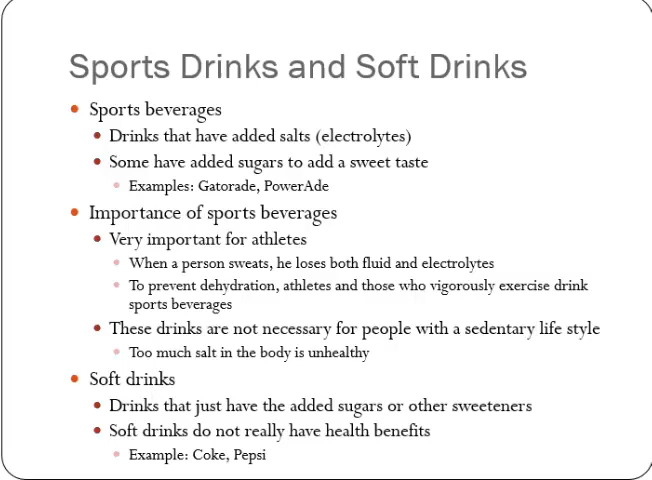 Sports Drinks and Soft Drinks
Sports beverages
Drinks that have added salts (electrolytes)
Some have added sugars to add a sweet taste
Examples: Gatorade, PowerAde
Importance of sports beverages
Very important for athletes
When a person sweats, he loses both fluid and electrolytes
To prevent dehydration, athletes and those who vigorously exercise drink
sports beverages
These drinks are not necessary for people with a sedentary life style
Too much salt in the body is unhealthy
Soft drinks
Drinks that just have the added sugars or other sweeteners
Soft drinks do not really have health benefits
Example: Coke, Pepsi